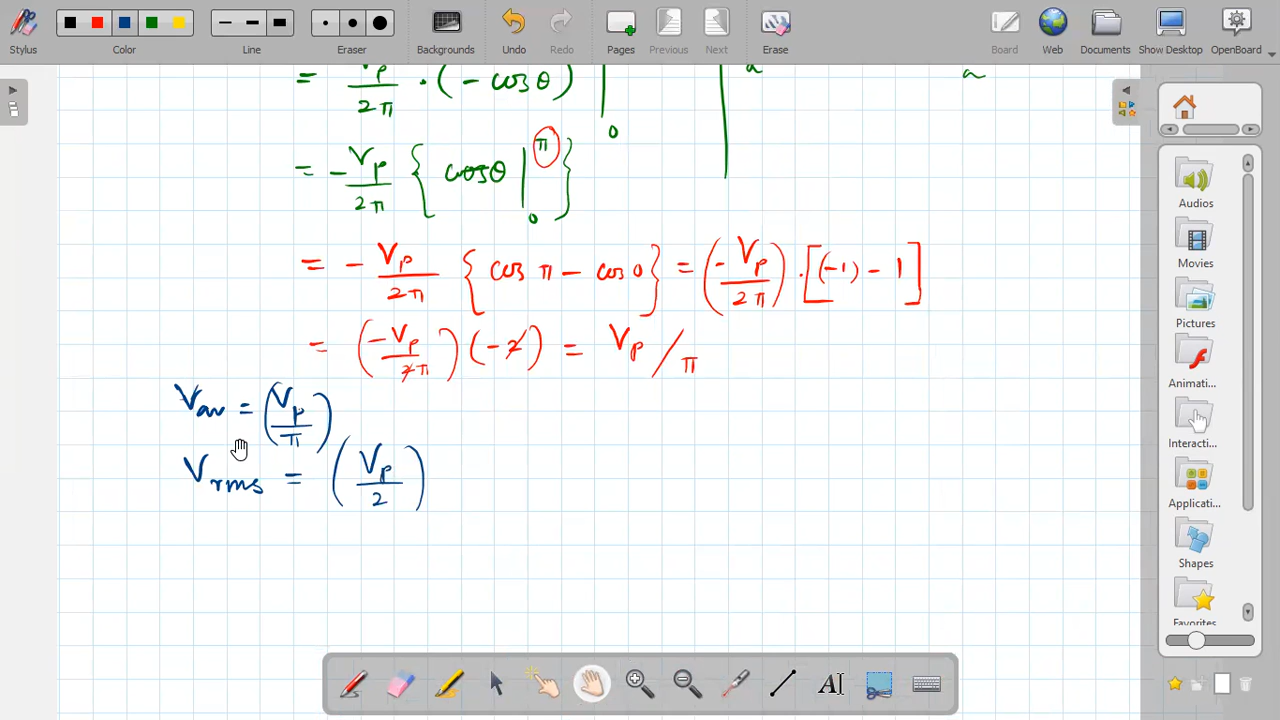 Stylus Color Line Eraser Backgrounds Undo Redo Pages Previous Next Erase Board Web Documents Show Desktop OpenBoard
= Vp/2π · (- cosθ) |0
a a
= - Vp/2π { cosθ |0 π }
= - Vp/2π { cos π - cos 0 } = (- Vp/2π) · [(-1) - 1]
= (-Vp/2π) (-2) = Vp/π
Vav = (Vp/π)
Vrms = (Vp/2)
Audios
Movies
Pictures
Animati...
Interacti...
Applicati...
Shapes
Favorites